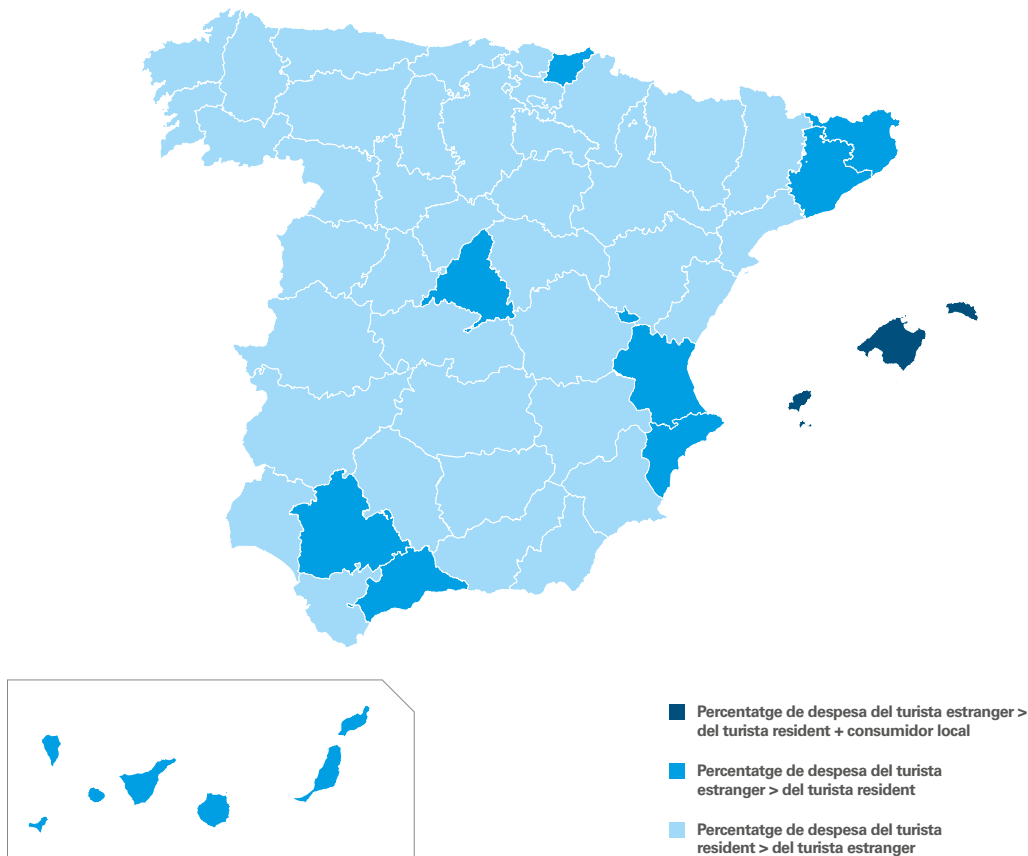 Percentatge de despesa del turista estranger >
del turista resident + consumidor local
Percentatge de despesa del turista
estranger > del turista resident
Percentatge de despesa del turista
resident > del turista estranger